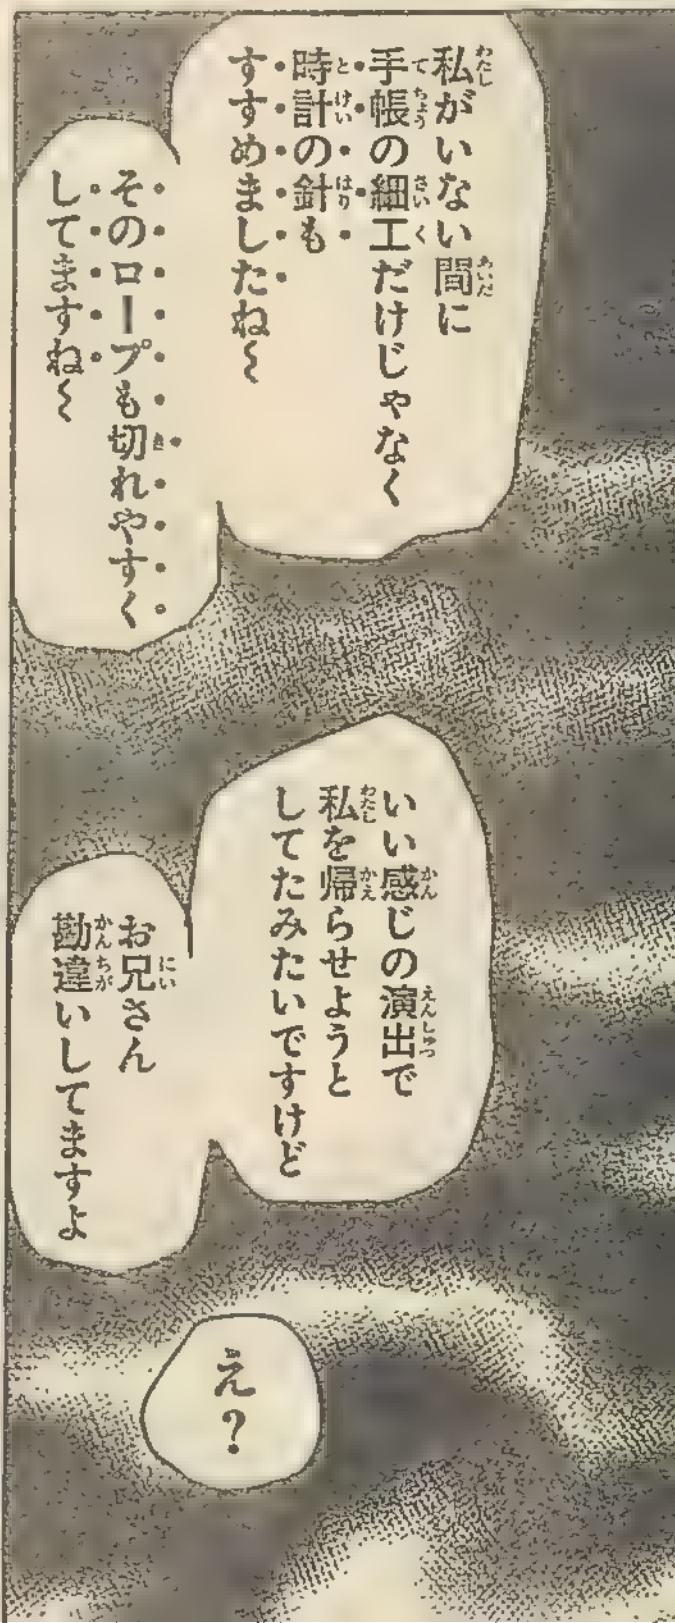 私がいない間に
手帳の細工だけじゃなく
時計の針も
すすめましたね～
そのロープも切れやすく
してますね～
いい感じの演出で
私を帰らせようと
してたみたいですけど
お兄さん
勘違いしてますよ
え？